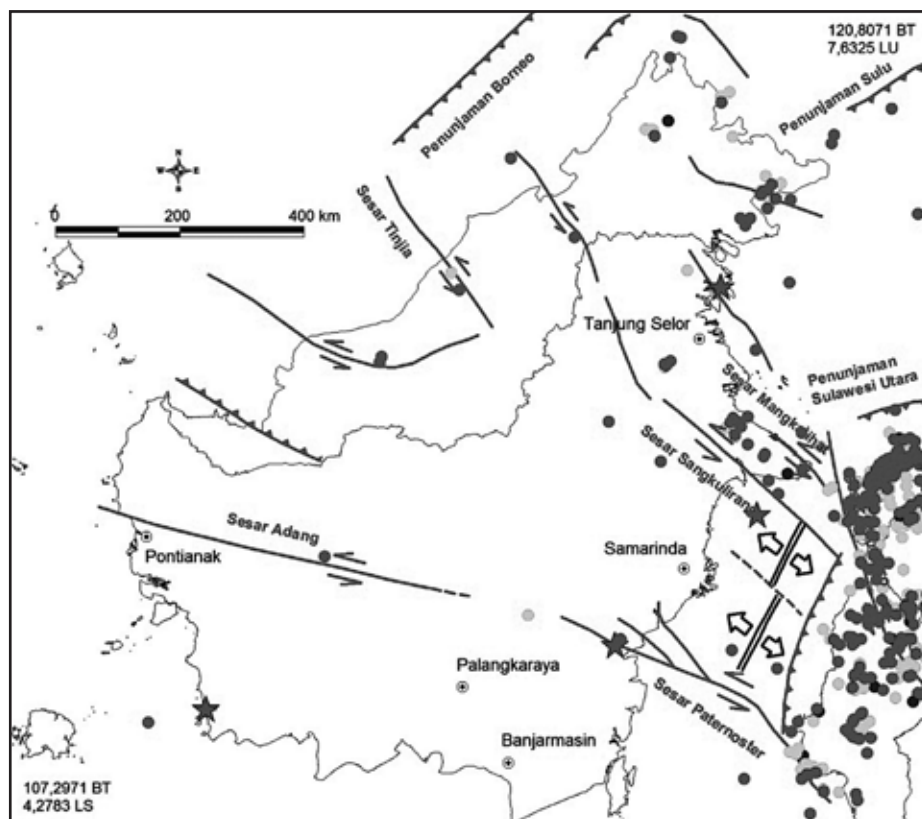 120,8071 BT
7,6325 LU
Penunjaman Borneo
Penunjaman Sulu
N
W E
S
0 200 400 km
Sesar Tinjia
Tanjung Selor
Penunjaman
Sulawesi Utara
Sesar Mangkalihat
Sesar Sangkulirang
Sesar Adang
Pontianak
Samarinda
Palangkaraya
Sesar Paternoster
Banjarmasin
107,2971 BT
4,2783 LS